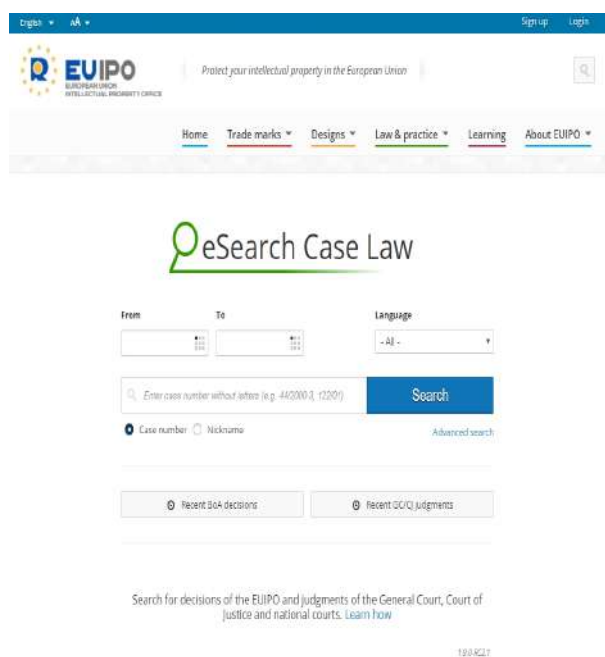 English AA Sign up Login
EUIPO
EUROPEAN UNION
INTELLECTUAL PROPERTY OFFICE
Protect your intellectual property in the European Union
Home Trade marks Designs Law & practice Learning About EUIPO
eSearch Case Law
From To Language
- All -
Enter cases number without letters (e.g. 44/2000-3, 122/01) Search
Case number Nickname Advanced search
Recent BoA decisions Recent GC/CJ judgments
Search for decisions of the EUIPO and judgments of the General Court, Court of
Justice and national courts. Learn how